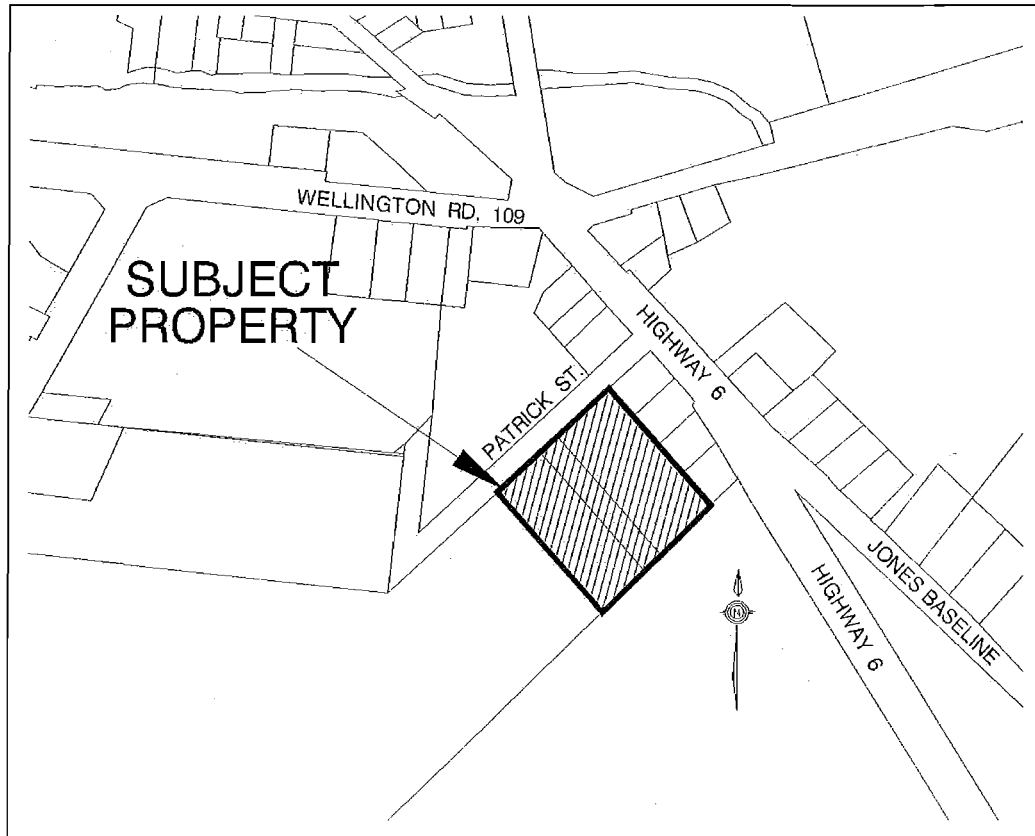 WELLINGTON RD, 109
SUBJECT
PROPERTY
HIGHWAY 6
PATRICK ST.
JONES BASELINE
HIGHWAY 6
N